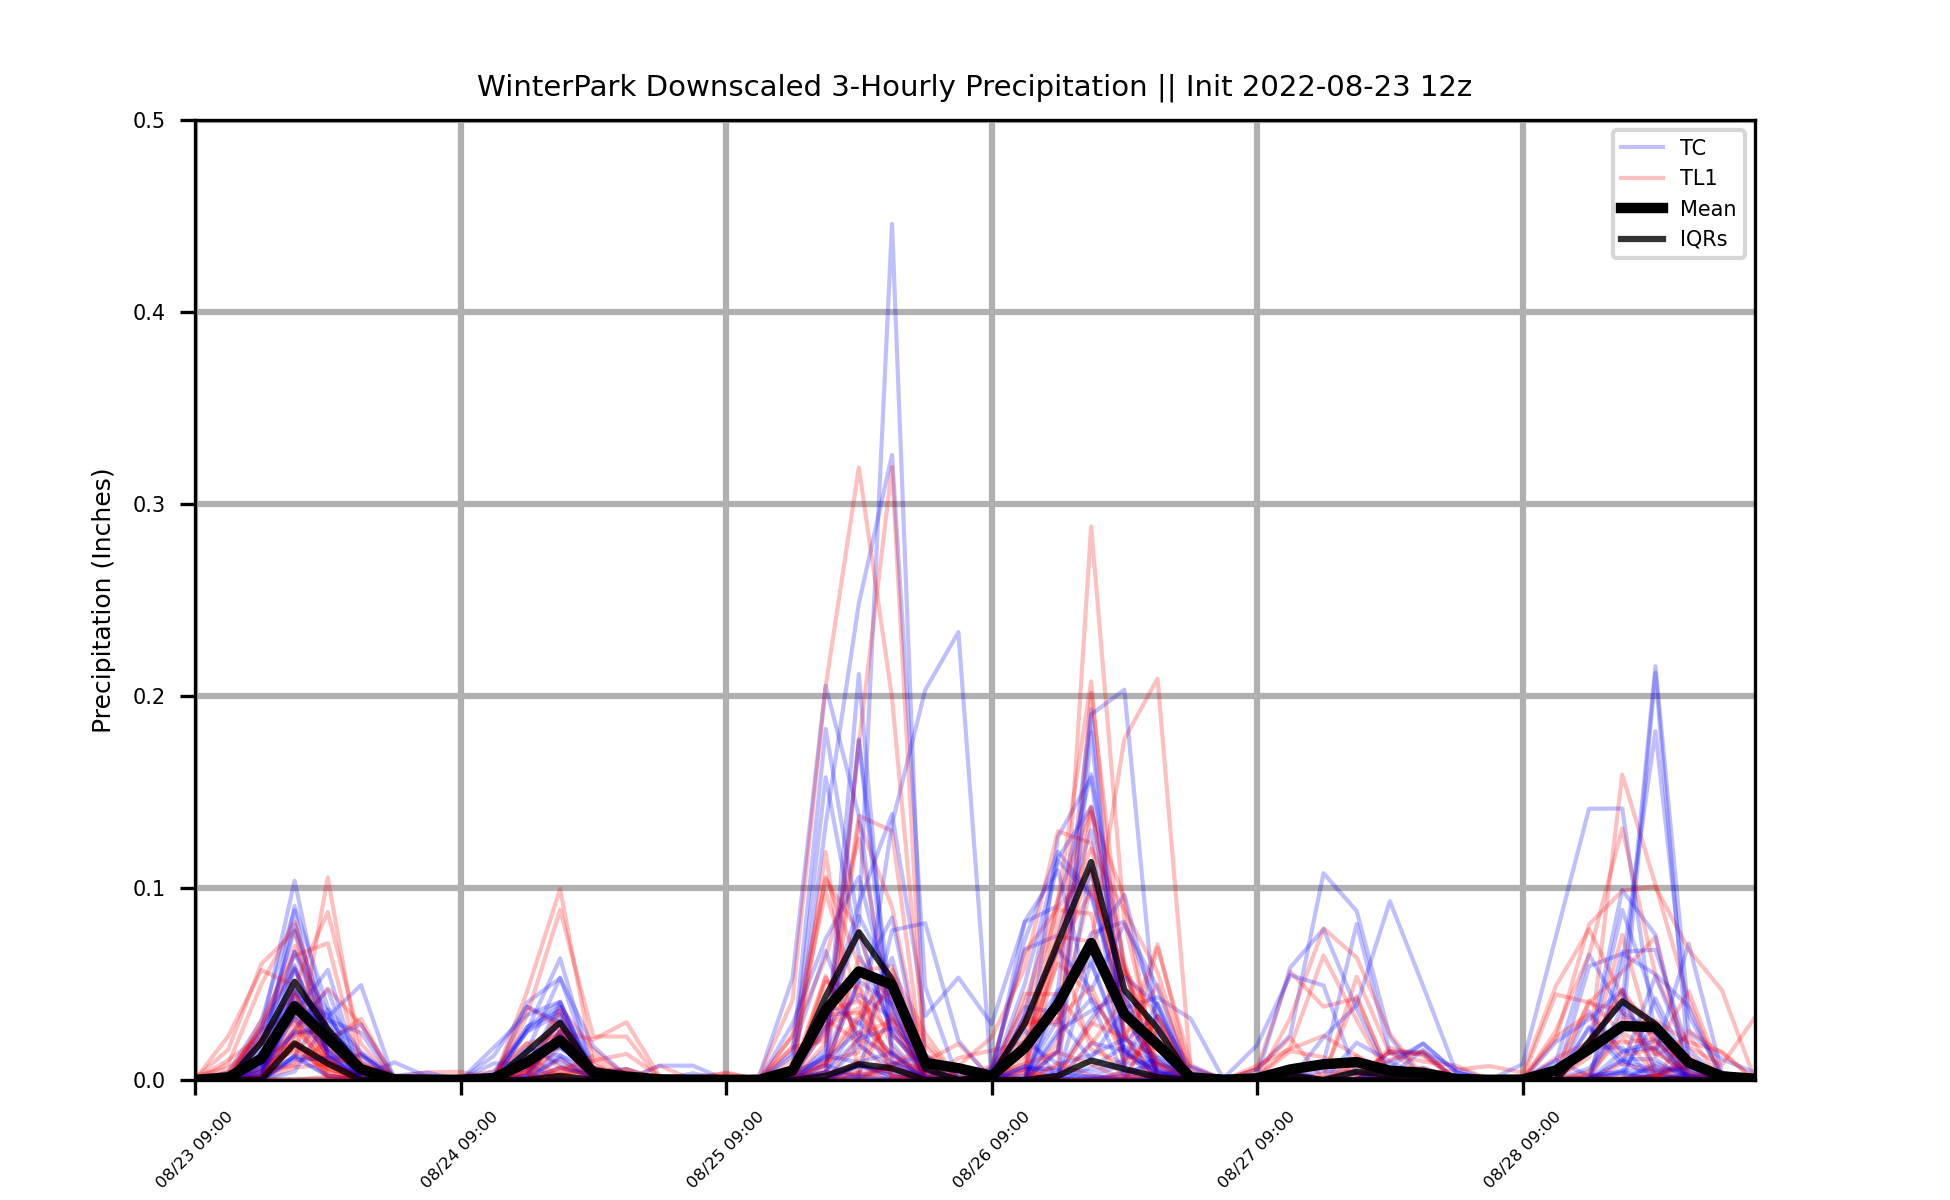 WinterPark Downscaled 3-Hourly Precipitation || Init 2022-08-23 12z
TC
TL1
Mean
IQRs
Precipitation (Inches)
0.5
0.4
0.3
0.2
0.1
0.0
08/23 09:00
08/24 09:00
08/25 09:00
08/26 09:00
08/27 09:00
08/28 09:00